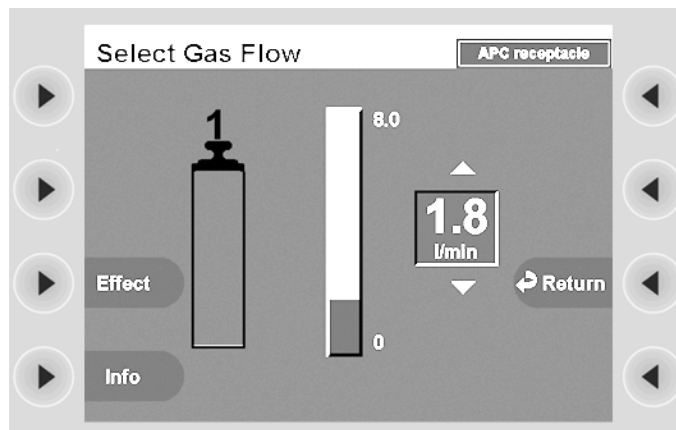 Select Gas Flow
APC receptacle
1
8.0
1.8
l/min
Effect
Return
0
Info